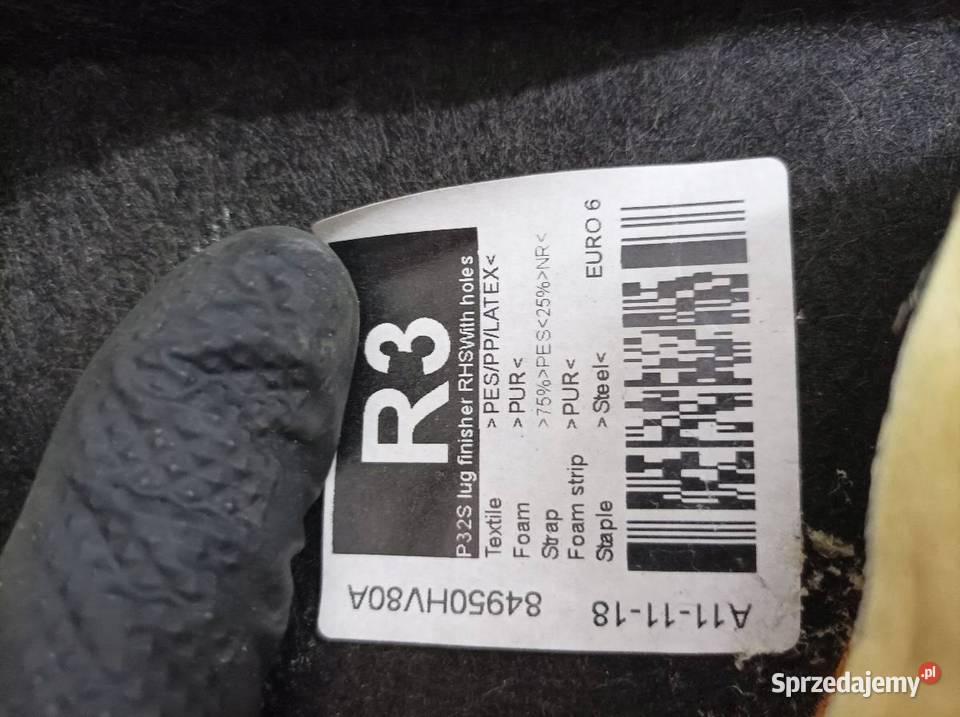 R3
P32S lug finisher RHSWith holes
Textile >PES/PP/LATEX<
Foam >PUR<
Strap >75%>PES<25%>NR<
Foam strip >PUR<
Staple >Steel< EURO 6
84950HV80A
A11-11-18
Sprzedajemy.pl